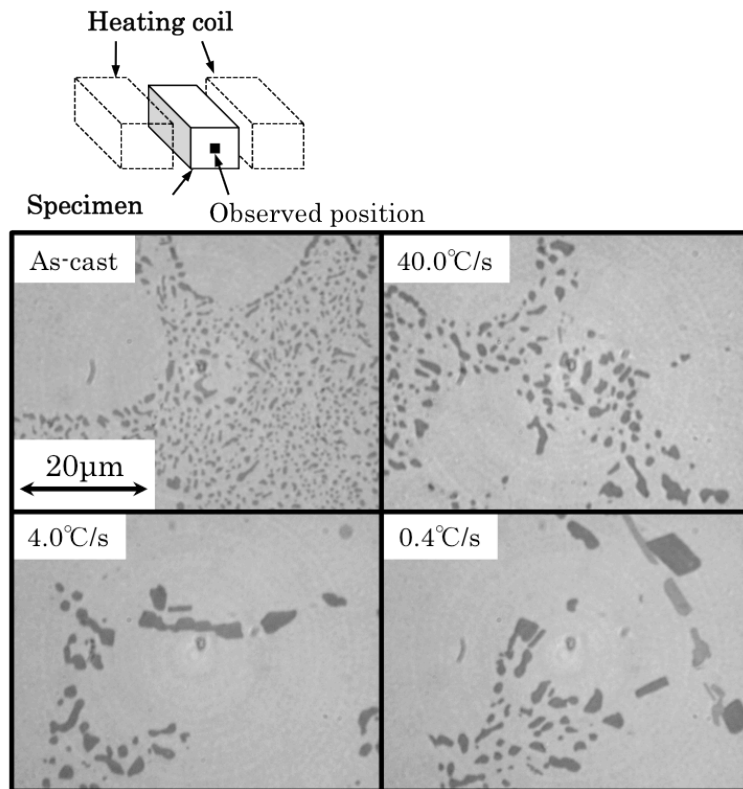 Heating coil
Specimen
Observed position
As-cast
40.0℃/s
20μm
4.0℃/s
0.4℃/s